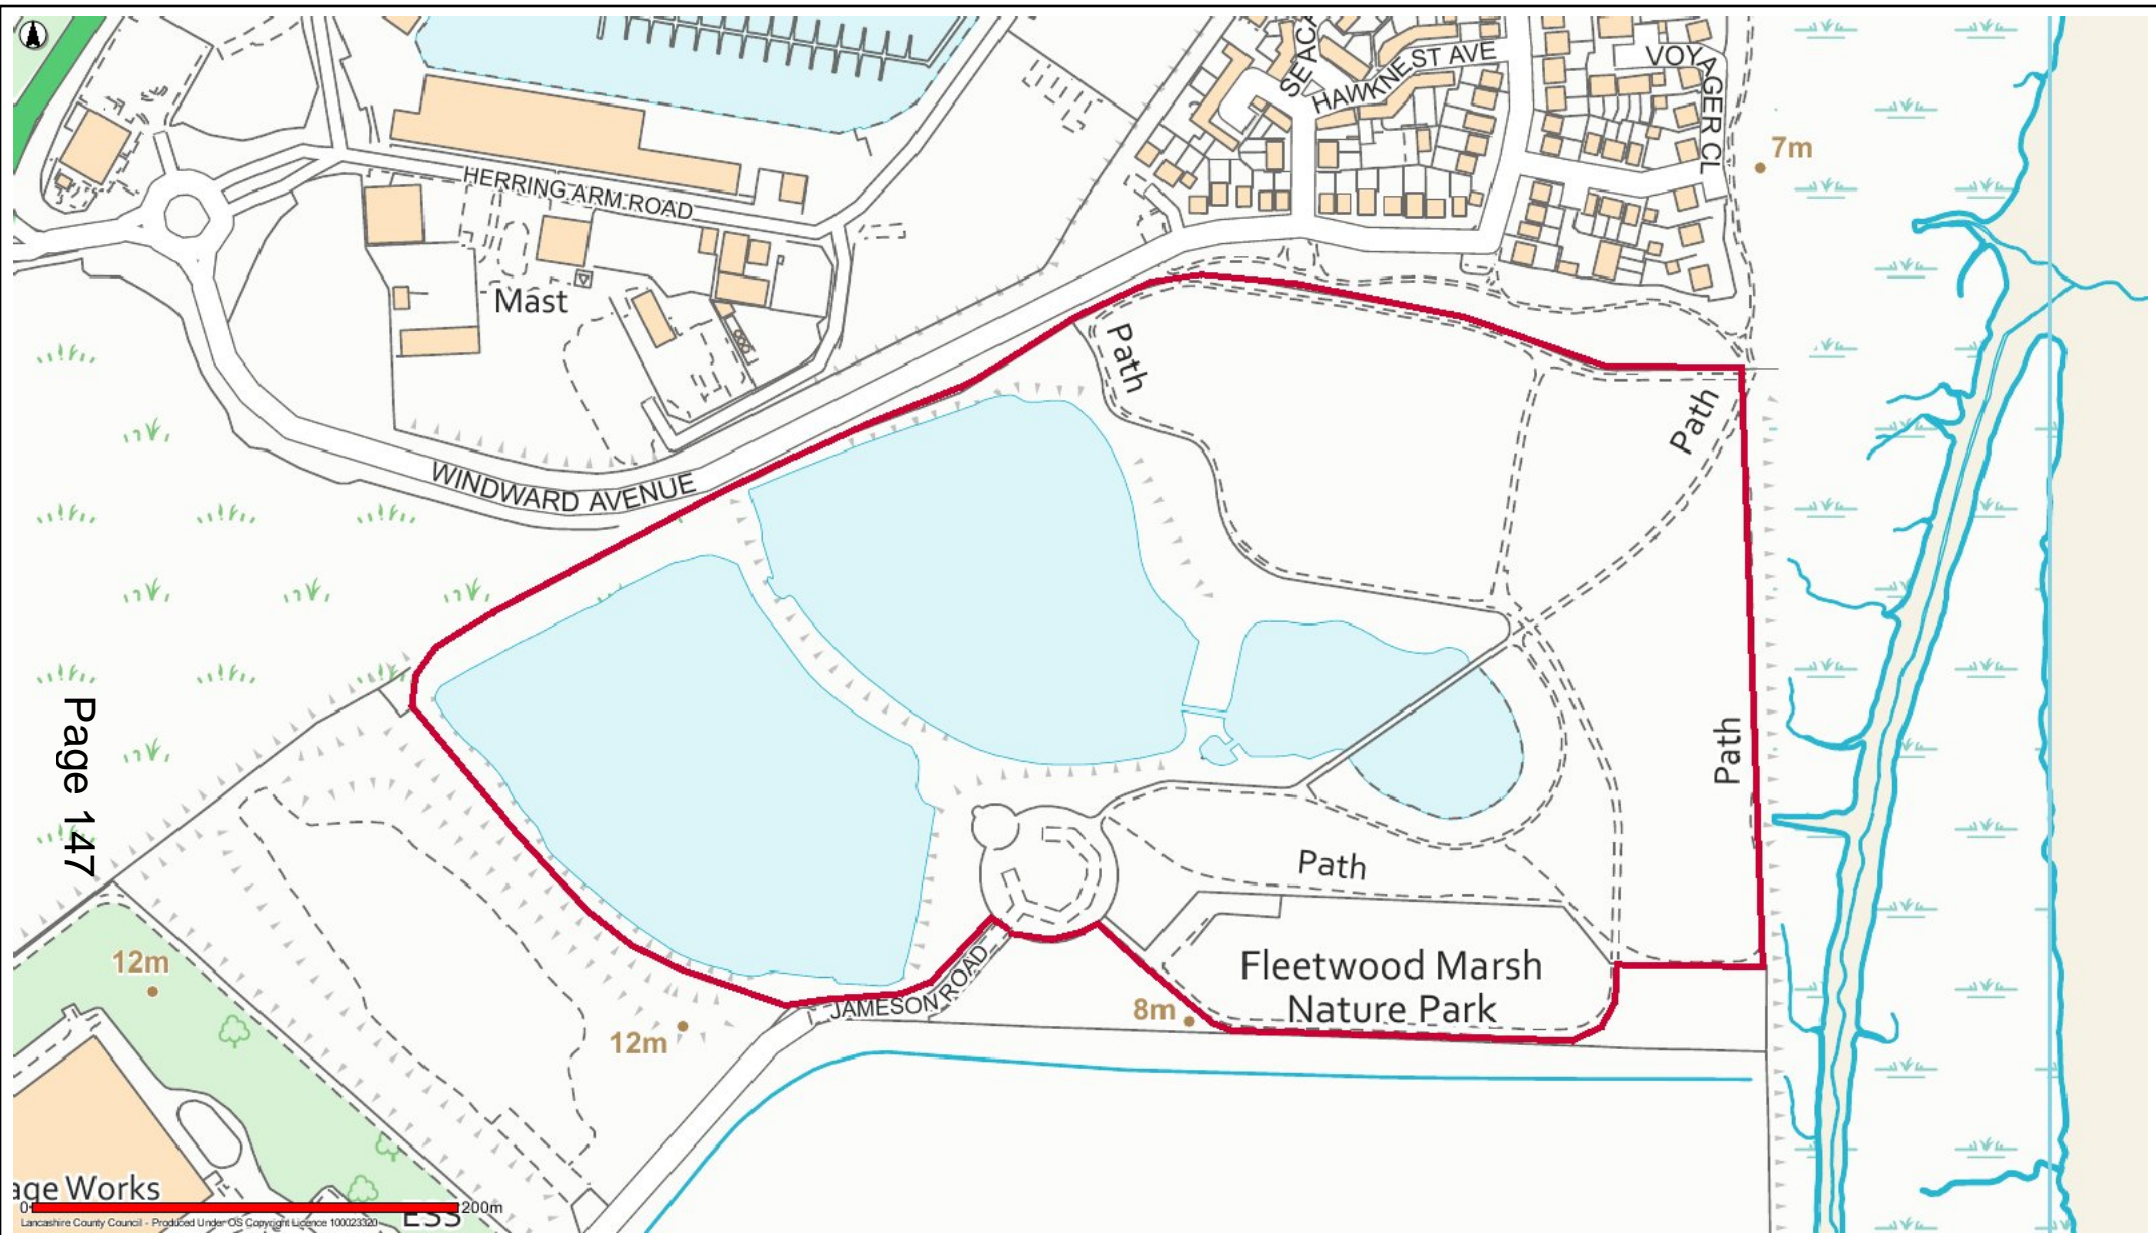 SEAC
HAWKNEST AVE
VOYAGER CL
7m
HERRING ARM ROAD
Mast
Path
Path
WINDWARD AVENUE
Page 147
Path
Path
12m
Fleetwood Marsh
Nature Park
JAMESON ROAD
8m
12m
age Works
ESS
0 200m
Lancashire County Council - Produced Under OS Copyright Licence 100023320